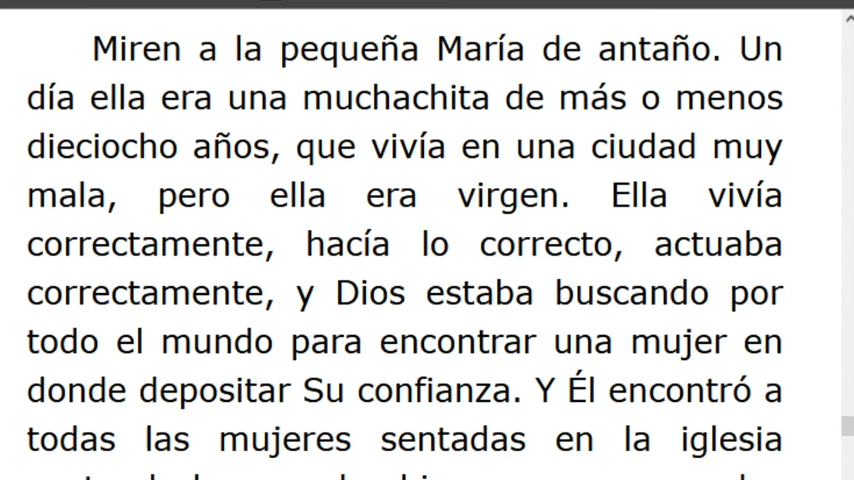 Miren a la pequeña María de antaño. Un
día ella era una muchachita de más o menos
dieciocho años, que vivía en una ciudad muy
mala, pero ella era virgen. Ella vivía
correctamente, hacía lo correcto, actuaba
correctamente, y Dios estaba buscando por
todo el mundo para encontrar una mujer en
donde depositar Su confianza. Y Él encontró a
todas las mujeres sentadas en la iglesia